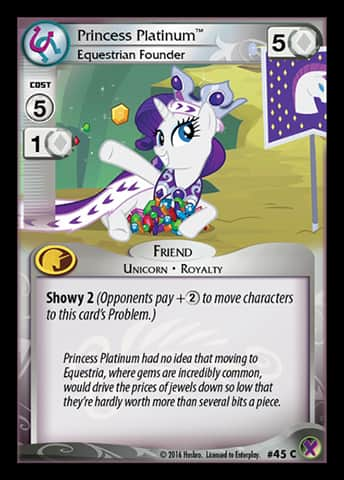 Princess Platinum™
Equestrian Founder
5
COST
5
1
FRIEND
UNICORN • ROYALTY
Showy 2 (Opponents pay +2 to move characters
to this card's Problem.)
Princess Platinum had no idea that moving to
Equestria, where gems are incredibly common,
would drive the prices of jewels down so low that
they're hardly worth more than several bits a piece.
© 2016 Hasbro. Licensed to Enterplay. #45 C